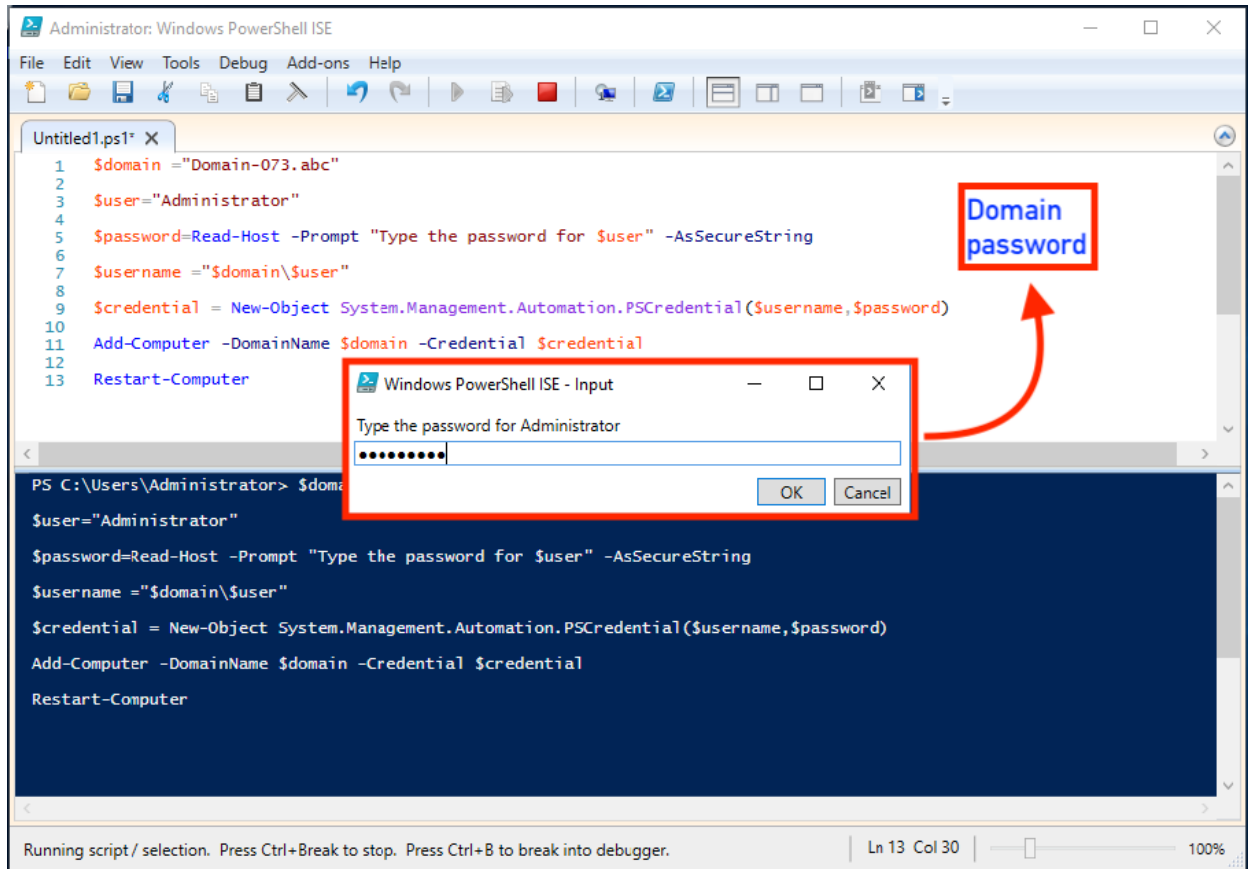 Administrator: Windows PowerShell ISE
File Edit View Tools Debug Add-ons Help
Untitled1.ps1* X
1 $domain ="Domain-073.abc"
2
3 $user="Administrator"
4
5 $password=Read-Host -Prompt "Type the password for $user" -AsSecureString
6
7 $username ="$domain\$user"
8
9 $credential = New-Object System.Management.Automation.PSCredential($username,$password)
10
11 Add-Computer -DomainName $domain -Credential $credential
12
13 Restart-Computer
Domain
password
Windows PowerShell ISE - Input
Type the password for Administrator
●●●●●●●●●
OK Cancel
PS C:\Users\Administrator> $doma
$user="Administrator"
$password=Read-Host -Prompt "Type the password for $user" -AsSecureString
$username ="$domain\$user"
$credential = New-Object System.Management.Automation.PSCredential($username,$password)
Add-Computer -DomainName $domain -Credential $credential
Restart-Computer
Running script / selection. Press Ctrl+Break to stop. Press Ctrl+B to break into debugger.
Ln 13 Col 30
100%